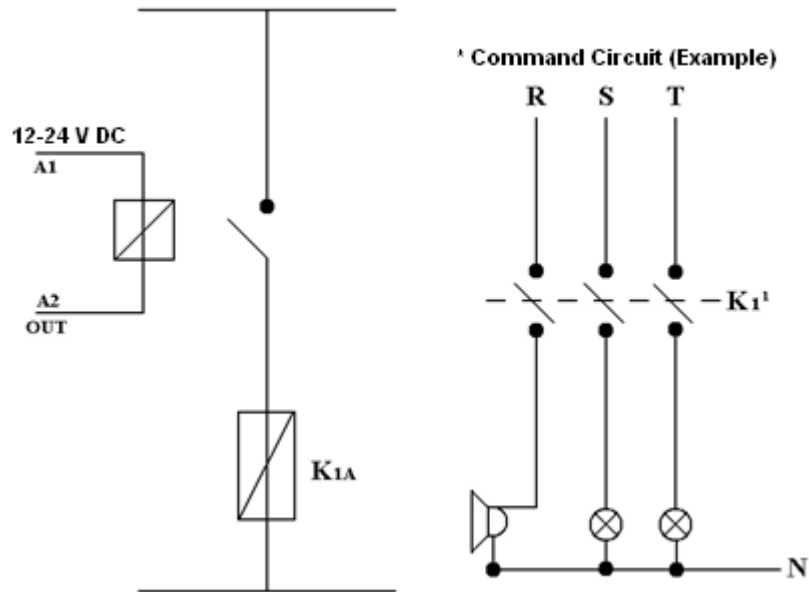 12-24 V DC
A1
A2
OUT
K1A
* Command Circuit (Example)
R S T
K1¹
N